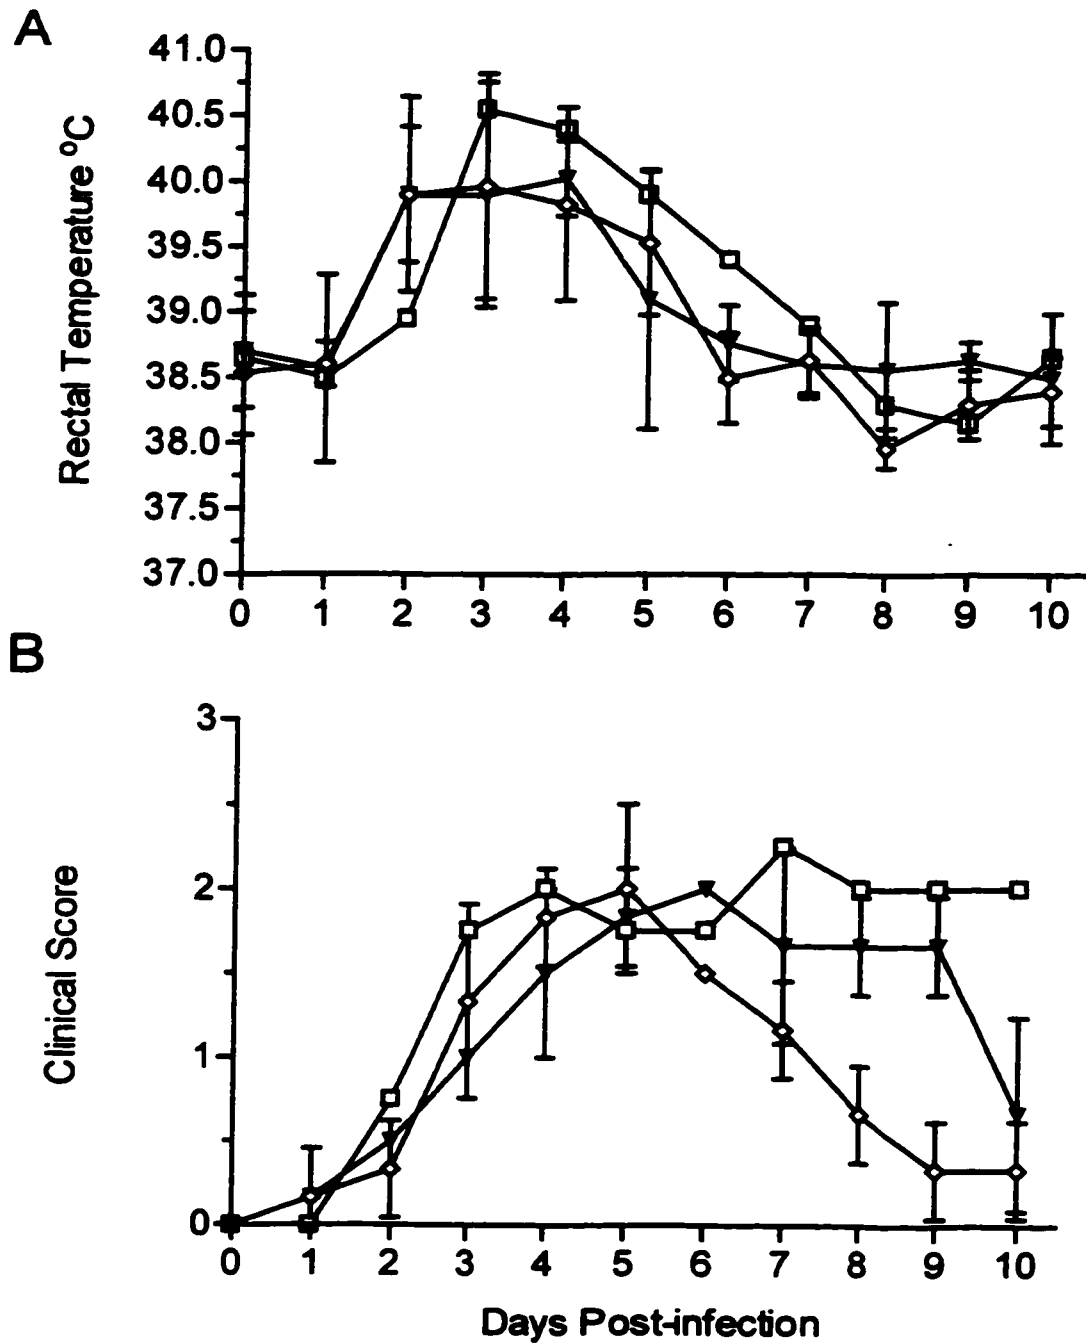 A
Rectal Temperature ºC
41.0
40.5
40.0
39.5
39.0
38.5
38.0
37.5
37.0
0 1 2 3 4 5 6 7 8 9 10
B
Clinical Score
3
2
1
0
0 1 2 3 4 5 6 7 8 9 10
Days Post-infection